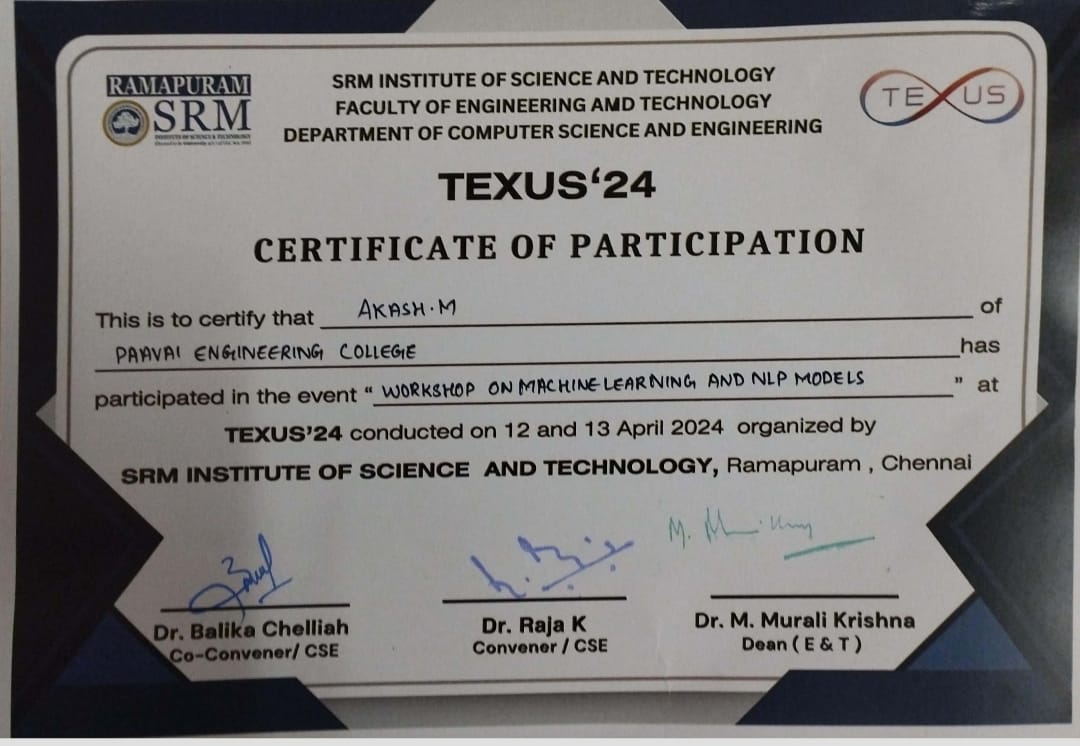 RAMAPURAM
SRM
INSTITUTE OF SCIENCE & TECHNOLOGY
SRM INSTITUTE OF SCIENCE AND TECHNOLOGY
FACULTY OF ENGINEERING AMD TECHNOLOGY
DEPARTMENT OF COMPUTER SCIENCE AND ENGINEERING
TEXUS
TEXUS‘24
CERTIFICATE OF PARTICIPATION
This is to certify that AKASH.M of
PAAVAI ENGINEERING COLLEGE has
participated in the event “ WORKSHOP ON MACHINE LEARNING AND NLP MODELS ” at
TEXUS’24 conducted on 12 and 13 April 2024 organized by
SRM INSTITUTE OF SCIENCE AND TECHNOLOGY, Ramapuram , Chennai
Dr. Balika Chelliah
Co-Convener/ CSE
Dr. Raja K
Convener / CSE
Dr. M. Murali Krishna
Dean ( E & T )